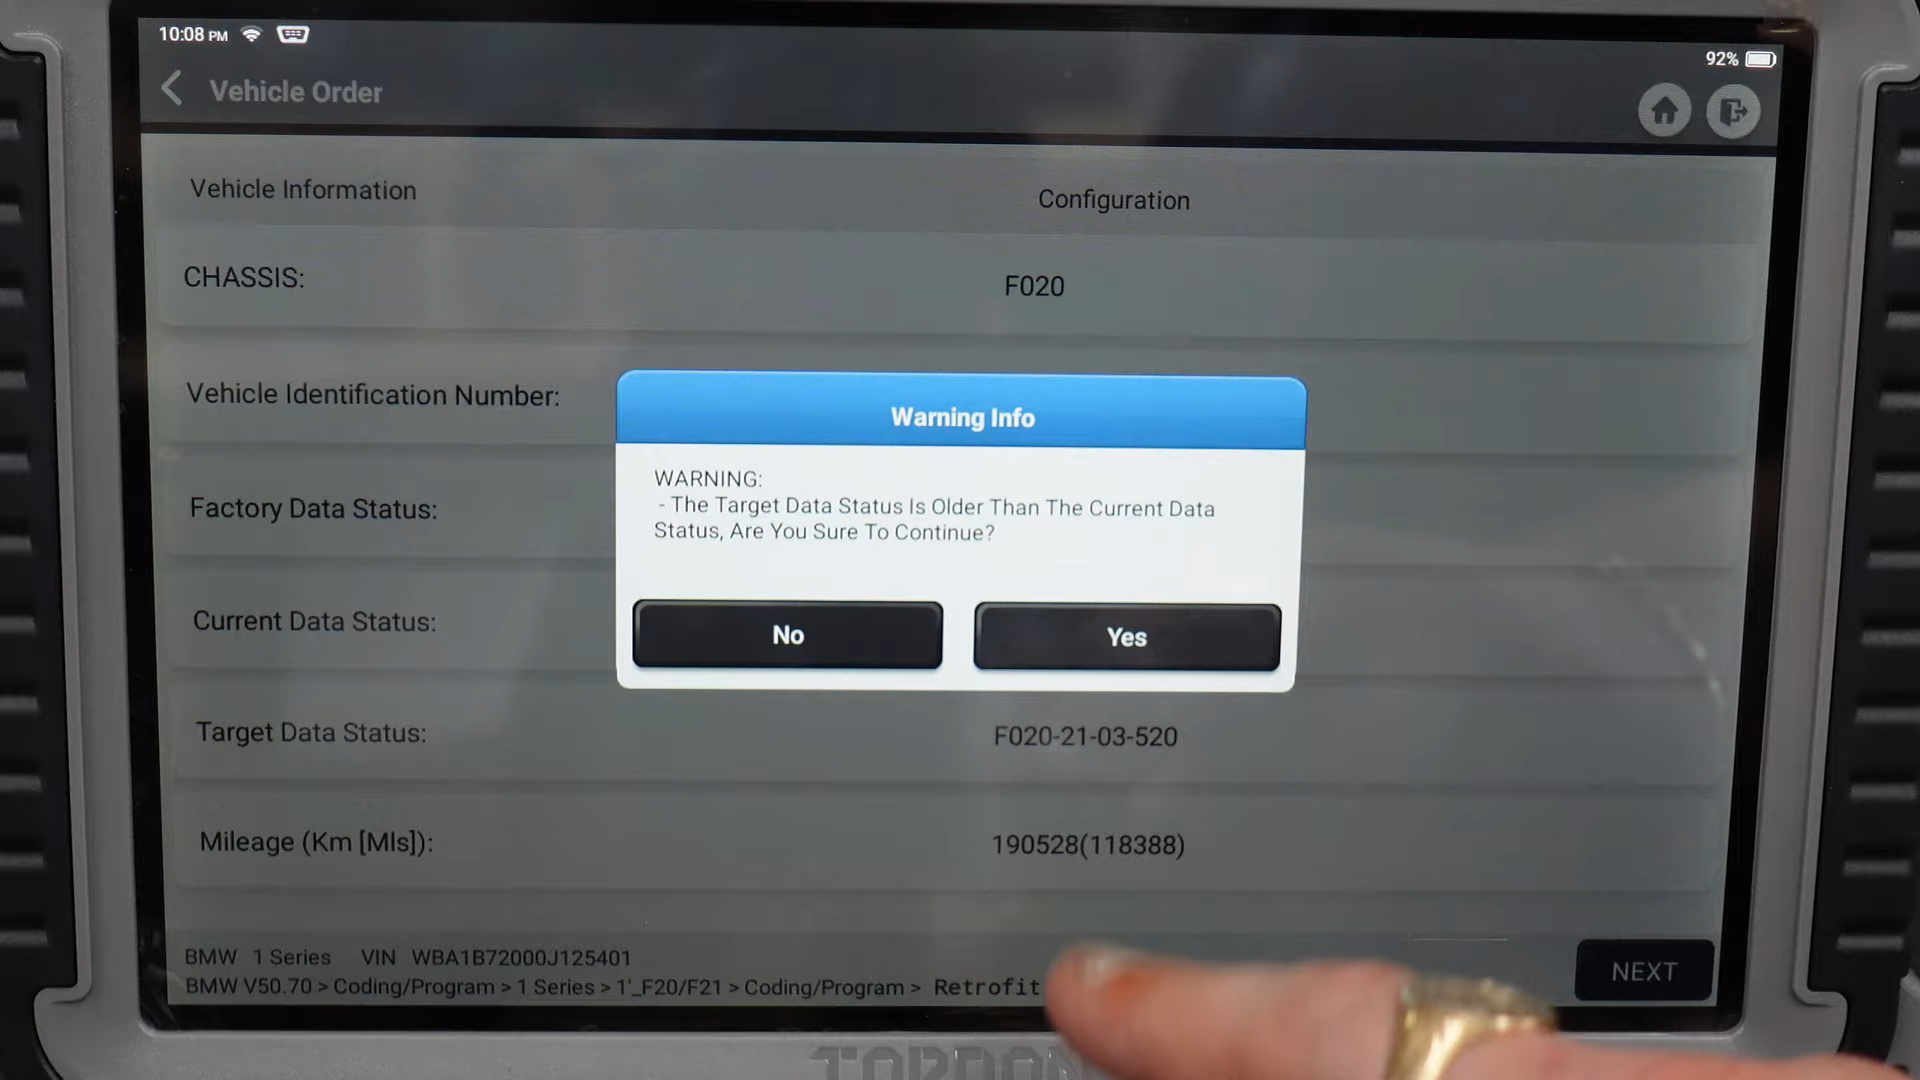 10:08 PM
92%
Vehicle Order
Vehicle Information
Configuration
CHASSIS:
F020
Vehicle Identification Number:
Factory Data Status:
Current Data Status:
Target Data Status:
F020-21-03-520
Mileage (Km [Mls]):
190528(118388)
Warning Info
WARNING:
- The Target Data Status Is Older Than The Current Data
Status, Are You Sure To Continue?
No
Yes
BMW 1 Series VIN WBA1B72000J125401
BMW V50.70 > Coding/Program > 1 Series > 1'_F20/F21 > Coding/Program > Retrofit
NEXT